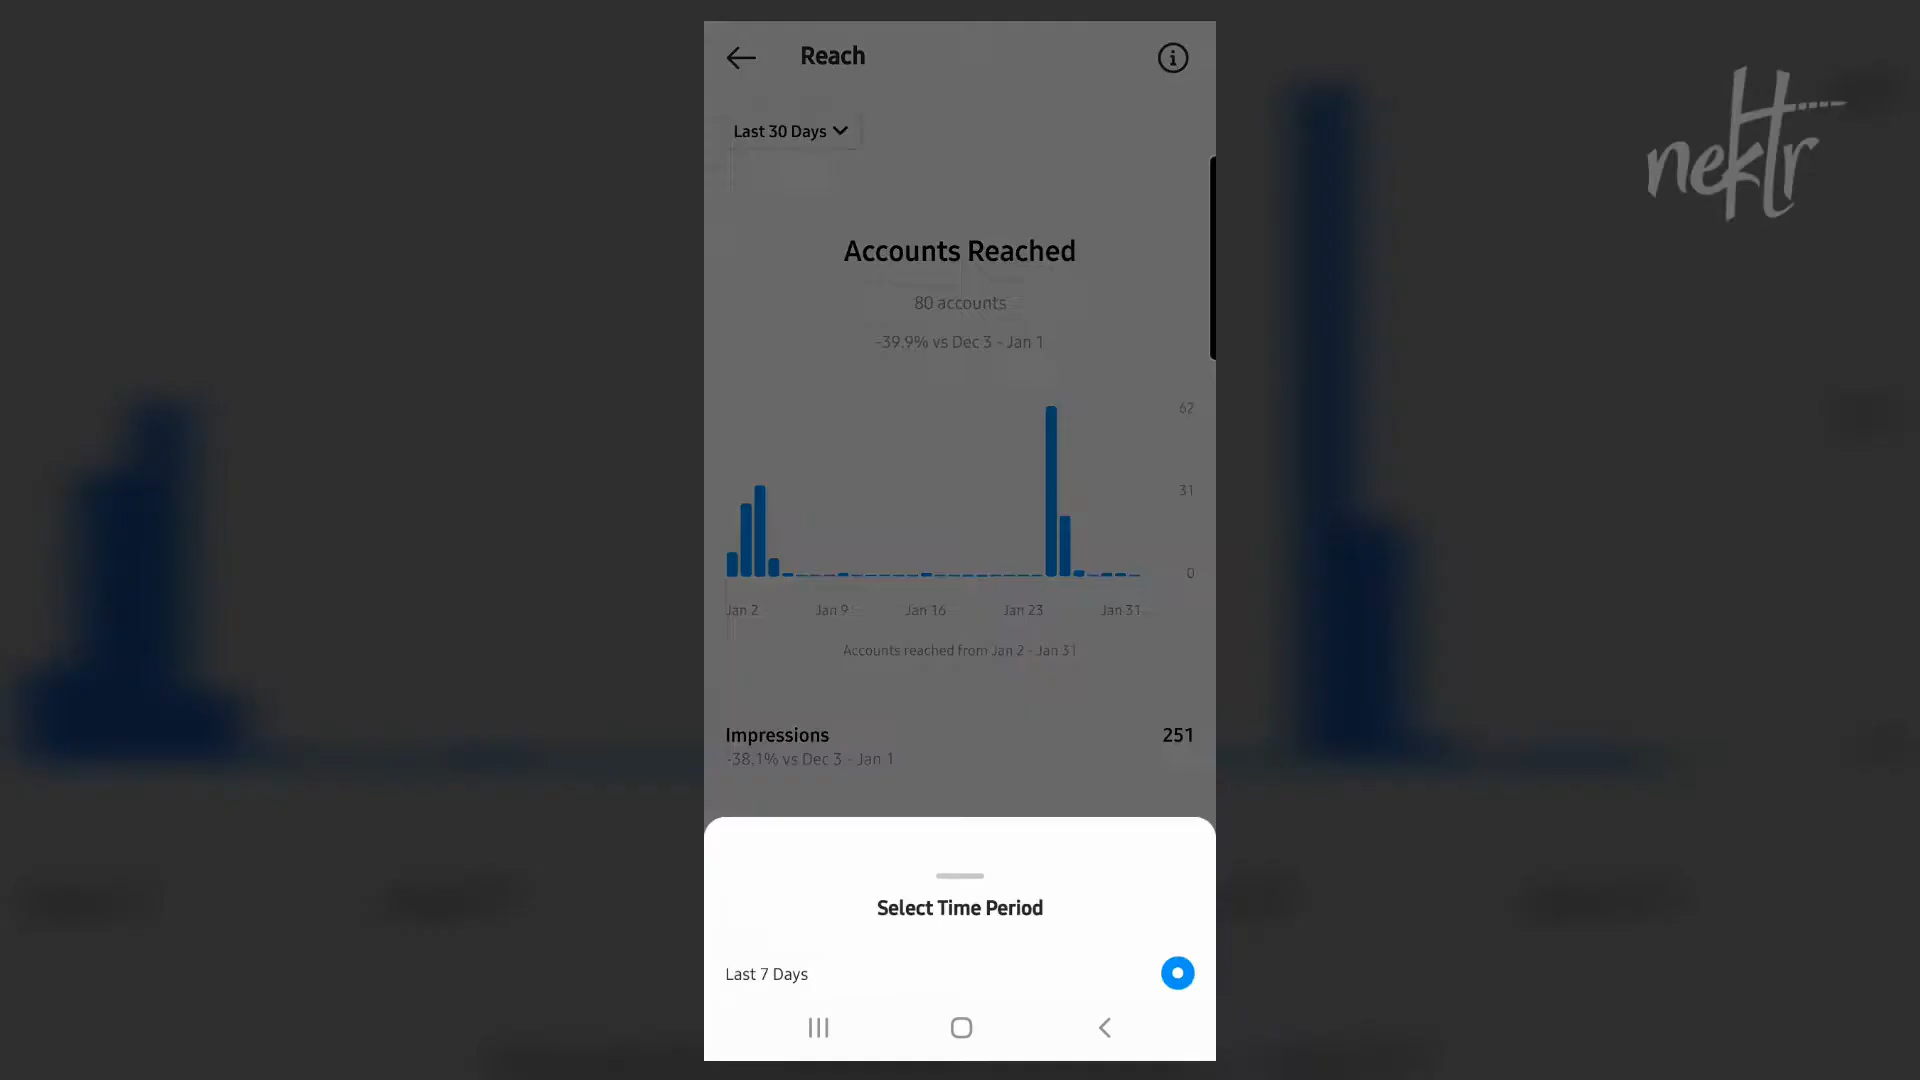 Reach
Last 30 Days
nektr
Accounts Reached
80 accounts
-39.9% vs Dec 3 - Jan 1
62
31
0
Jan 2 Jan 9 Jan 16 Jan 23 Jan 31
Accounts reached from Jan 2 - Jan 31
Impressions 251
-38.1% vs Dec 3 - Jan 1
Select Time Period
Last 7 Days